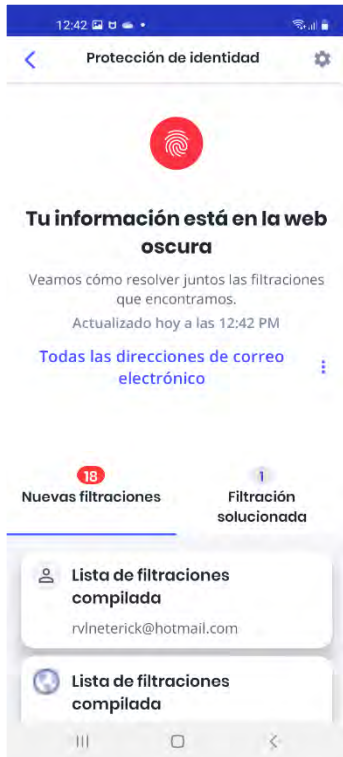 12:42
Protección de identidad
Tu información está en la web
oscura
Veamos cómo resolver juntos las filtraciones
que encontramos.
Actualizado hoy a las 12:42 PM
Todas las direcciones de correo
electrónico
18
Nuevas filtraciones
1
Filtración
solucionada
Lista de filtraciones
compilada
rvlneterick@hotmail.com
Lista de filtraciones
compilada